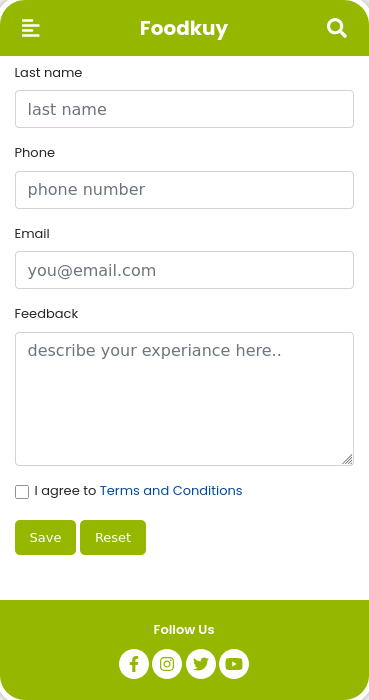 Foodkuy
Last name
last name
Phone
phone number
Email
you@email.com
Feedback
describe your experiance here..
I agree to Terms and Conditions
Save Reset
Follow Us